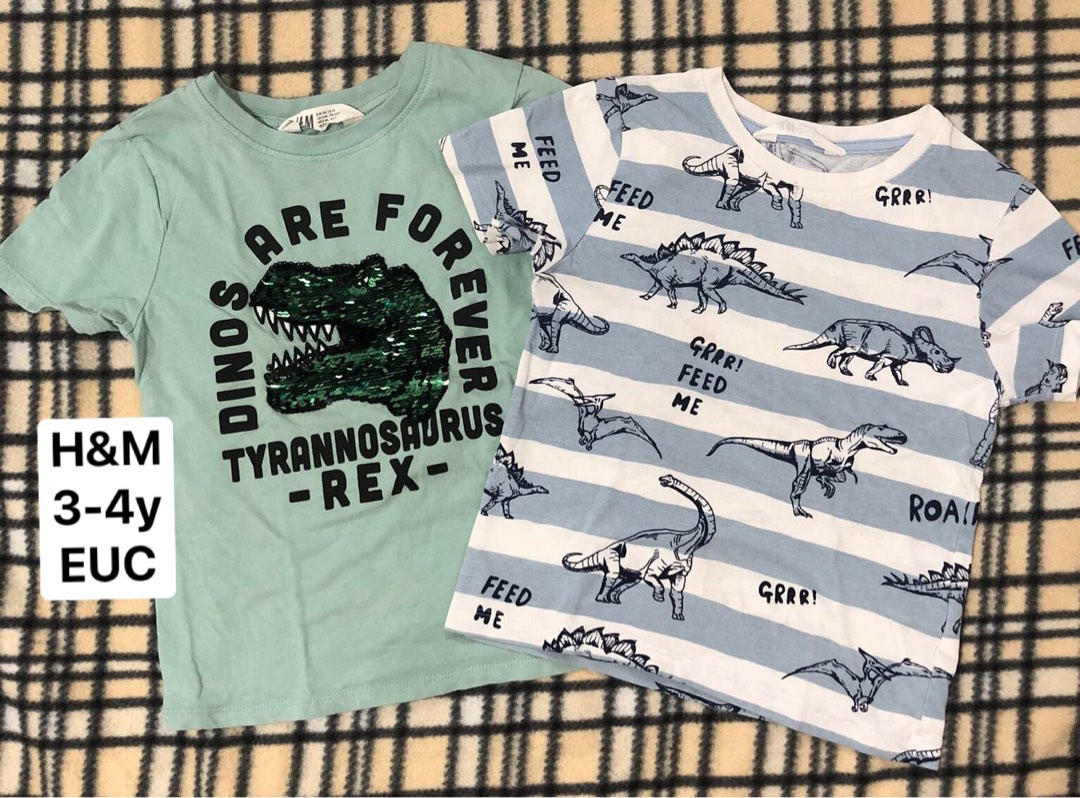 H&M
3-4y
EUC
H&M
DINOS ARE FOREVER
TYRANNOSAURUS
-REX-
FEED
ME
FEED
ME
GRRR!
GRRR!
FEED
ME
GRRR!
FEED
ME